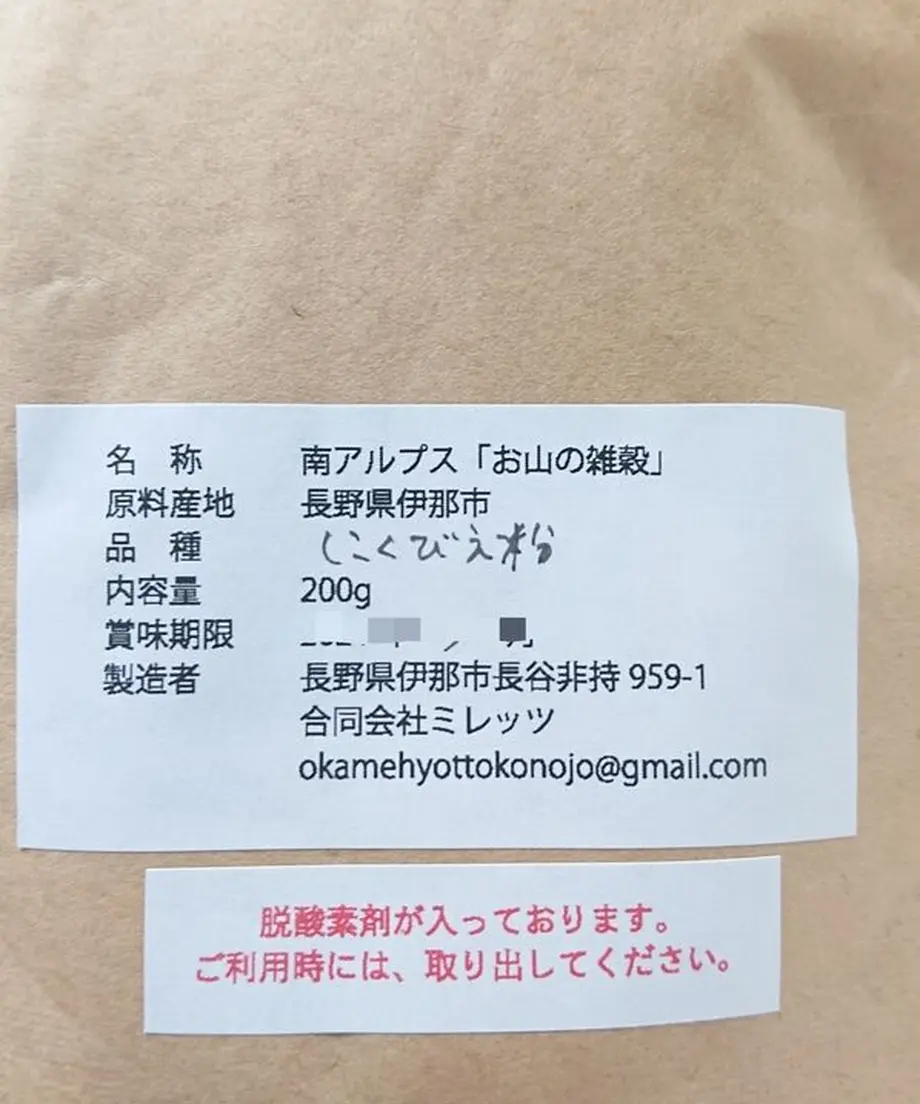 名 称 南アルプス「お山の雑穀」
原料産地 長野県伊那市
品 種 しこくびえ粉
内容量 200g
賞味期限
製造者 長野県伊那市長谷非持 959-1
合同会社ミレッツ
okamehyottokonojo@gmail.com
脱酸素剤が入っております。
ご利用時には、取り出してください。